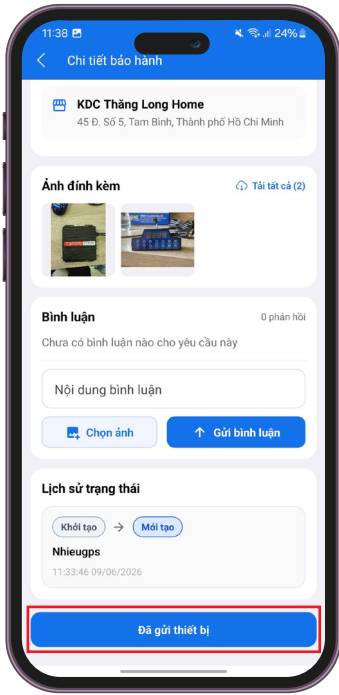 11:38
24%
Chi tiết bảo hành
KDC Thăng Long Home
45 Đ. Số 5, Tam Bình, Thành phố Hồ Chí Minh
Ảnh đính kèm
Tải tất cả (2)
Bình luận
0 phản hồi
Chưa có bình luận nào cho yêu cầu này
Nội dung bình luận
Chọn ảnh
Gửi bình luận
Lịch sử trạng thái
Khởi tạo → Mới tạo
Nhieugps
11:33:46 09/06/2026
Đã gửi thiết bị